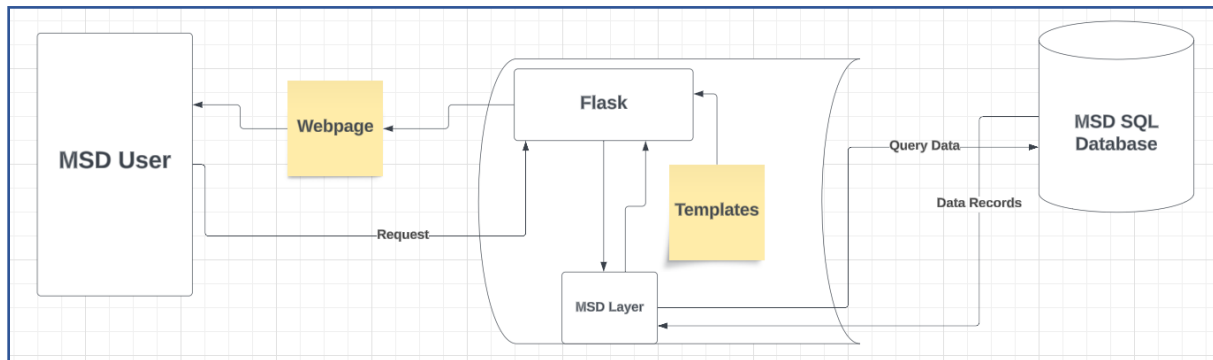 MSD User
Webpage
Request
Flask
Templates
MSD Layer
Query Data
Data Records
MSD SQL
Database